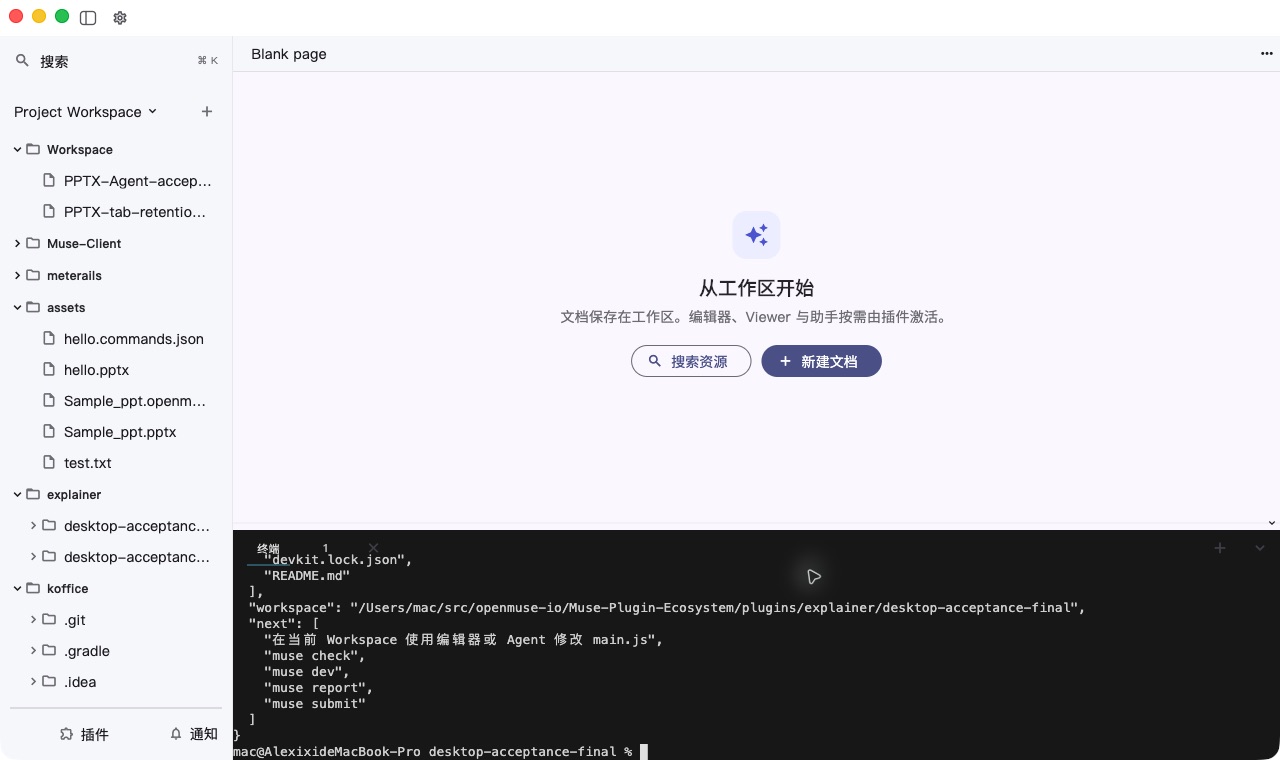 搜索 ⌘ K
Project Workspace
Workspace
PPTX-Agent-accep...
PPTX-tab-retentio...
Muse-Client
meterails
assets
hello.commands.json
hello.pptx
Sample_ppt.openm...
Sample_ppt.pptx
test.txt
explainer
desktop-acceptanc...
desktop-acceptanc...
koffice
.git
.gradle
.idea
插件 通知
Blank page
从工作区开始
文档保存在工作区。编辑器、Viewer 与助手按需由插件激活。
搜索资源 新建文档
终端 1
"devkit.lock.json",
"README.md"
],
"workspace": "/Users/mac/src/openmuse-io/Muse-Plugin-Ecosystem/plugins/explainer/desktop-acceptance-final",
"next": [
"在当前 Workspace 使用编辑器或 Agent 修改 main.js",
"muse check",
"muse dev",
"muse report",
"muse submit"
]
}
mac@AlexixideMacBook-Pro desktop-acceptance-final %